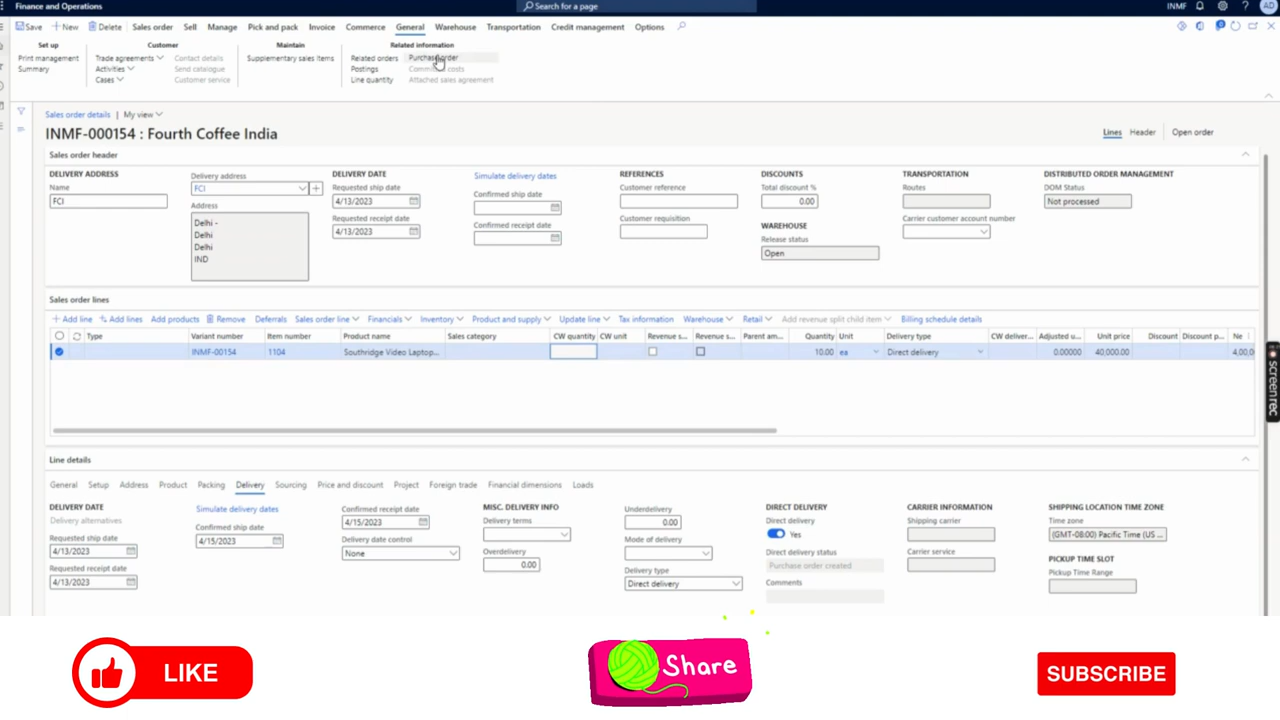 Finance and Operations
Search for a page
INMF
AD
Save
New
Delete
Sales order
Sell
Manage
Pick and pack
Invoice
Commerce
General
Warehouse
Transportation
Credit management
Options
Set up
Customer
Maintain
Related information
Print management
Trade agreements
Contact details
Supplementary sales items
Related orders
Summary
Activities
Send catalogue
Postings
Cases
Customer service
Line quantity
Attached sales agreement
Sales order details | My view
INMF-000154 : Fourth Coffee India
Lines
Header
Open order
Sales order header
DELIVERY ADDRESS
Name
FCI
Delivery address
FCI
Address
Delhi -
Delhi
Delhi
IND
DELIVERY DATE
Requested ship date
4/13/2023
Requested receipt date
4/13/2023
Simulate delivery dates
Confirmed ship date
Confirmed receipt date
REFERENCES
Customer reference
Customer requisition
DISCOUNTS
Total discount %
0.00
WAREHOUSE
Release status
Open
TRANSPORTATION
Routes
Carrier customer account number
DISTRIBUTED ORDER MANAGEMENT
DOM Status
Not processed
Sales order lines
Add line
Add lines
Add products
Remove
Deferrals
Sales order line
Financials
Inventory
Product and supply
Update line
Tax information
Warehouse
Retail
Add revenue split child item
Billing schedule details
Type
Variant number
Item number
Product name
Sales category
CW quantity
CW unit
Revenue s...
Revenue s...
Parent am...
Quantity
Unit
Delivery type
CW deliver...
Adjusted u...
Unit price
Discount
Discount p...
Ne
INMF-00154
1104
Southridge Video Laptop...
10.00
ea
Direct delivery
0.00000
40,000.00
4,00,0
Line details
General
Setup
Address
Product
Packing
Delivery
Sourcing
Price and discount
Project
Foreign trade
Financial dimensions
Loads
DELIVERY DATE
Delivery alternatives
Requested ship date
4/13/2023
Requested receipt date
4/13/2023
Simulate delivery dates
Confirmed ship date
4/15/2023
Confirmed receipt date
4/15/2023
Delivery date control
None
MISC. DELIVERY INFO
Delivery terms
Overdelivery
0.00
Underdelivery
0.00
Mode of delivery
Delivery type
Direct delivery
DIRECT DELIVERY
Direct delivery
Yes
Direct delivery status
Purchase order created
Comments
CARRIER INFORMATION
Shipping carrier
Carrier service
SHIPPING LOCATION TIME ZONE
Time zone
(GMT-08:00) Pacific Time (US ...
PICKUP TIME SLOT
Pickup Time Range
screenrec
LIKE
Share
SUBSCRIBE